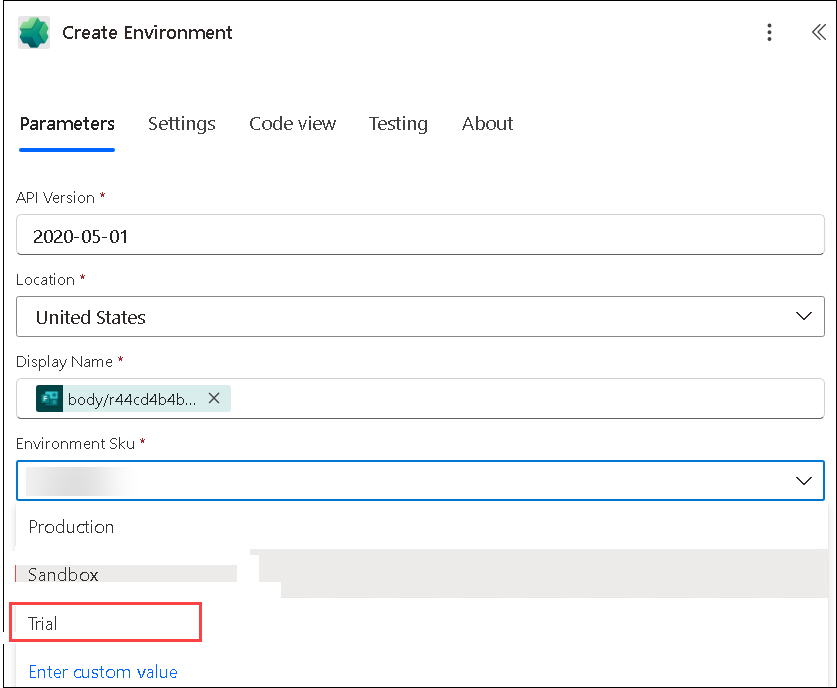 Create Environment
Parameters Settings Code view Testing About
API Version *
2020-05-01
Location *
United States
Display Name *
body/r44cd4b4b...
Environment Sku *
Production
Sandbox
Trial
Enter custom value